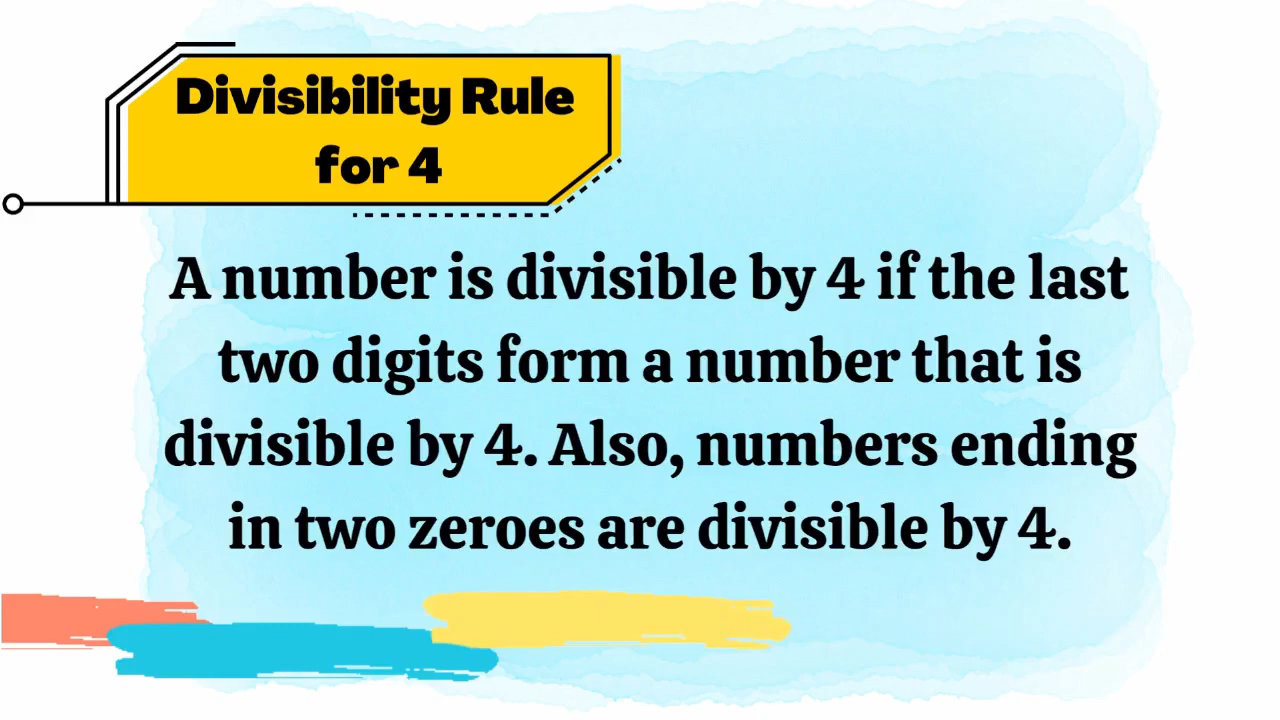 Divisibility Rule
for 4
A number is divisible by 4 if the last
two digits form a number that is
divisible by 4. Also, numbers ending
in two zeroes are divisible by 4.